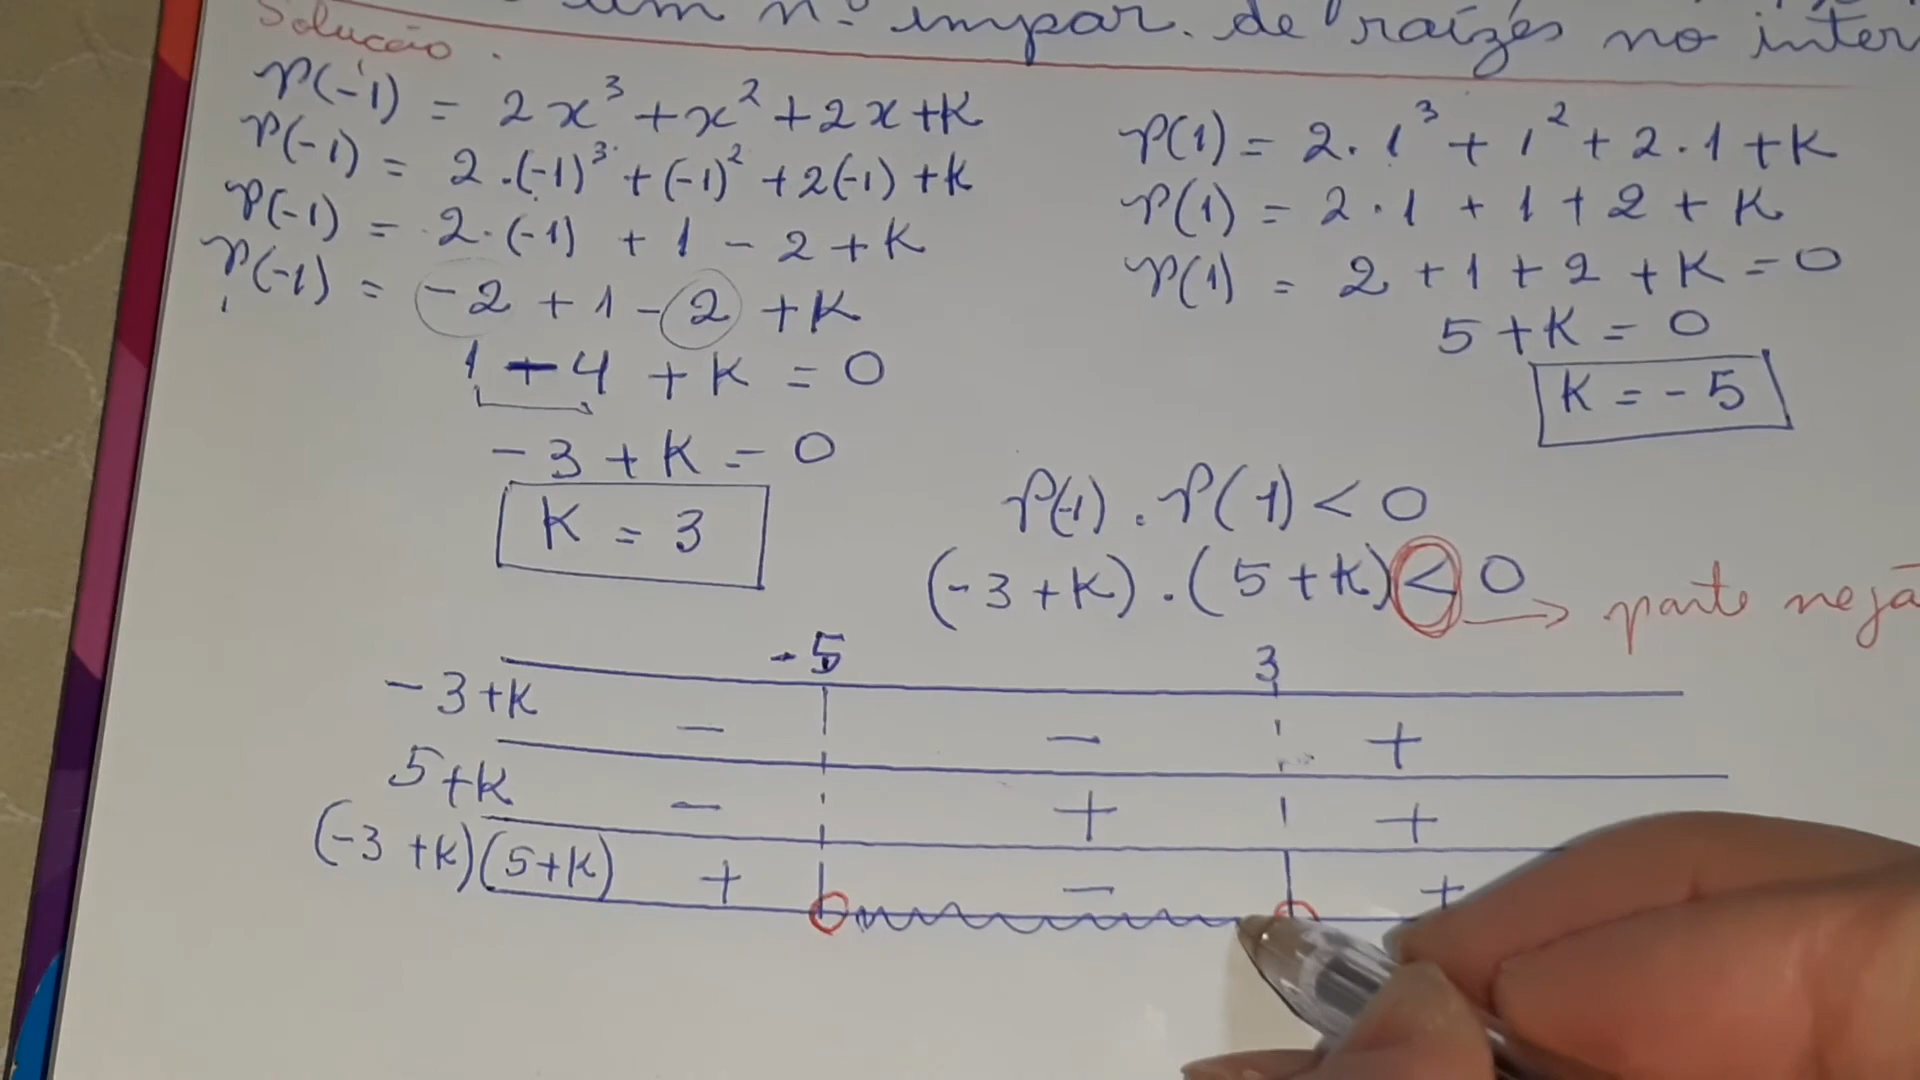 um nº impar. de raízes no inter
Solução.
P(-1) = 2x³ + x² + 2x + K
P(-1) = 2.(-1)³ + (-1)² + 2(-1) + K
P(-1) = 2.(-1) + 1 - 2 + K
P(-1) = -2 + 1 - 2 + K
1 - 4 + K = 0
-3 + K = 0
K = 3
P(1) = 2.1³ + 1² + 2.1 + K
P(1) = 2.1 + 1 + 2 + K
P(1) = 2 + 1 + 2 + K = 0
5 + K = 0
K = -5
P(-1) . P(1) < 0
(-3 + K) . (5 + K) < 0 → parte negã
-5 3
-3+K - - +
5+K - + +
(-3+K)(5+K) + - +